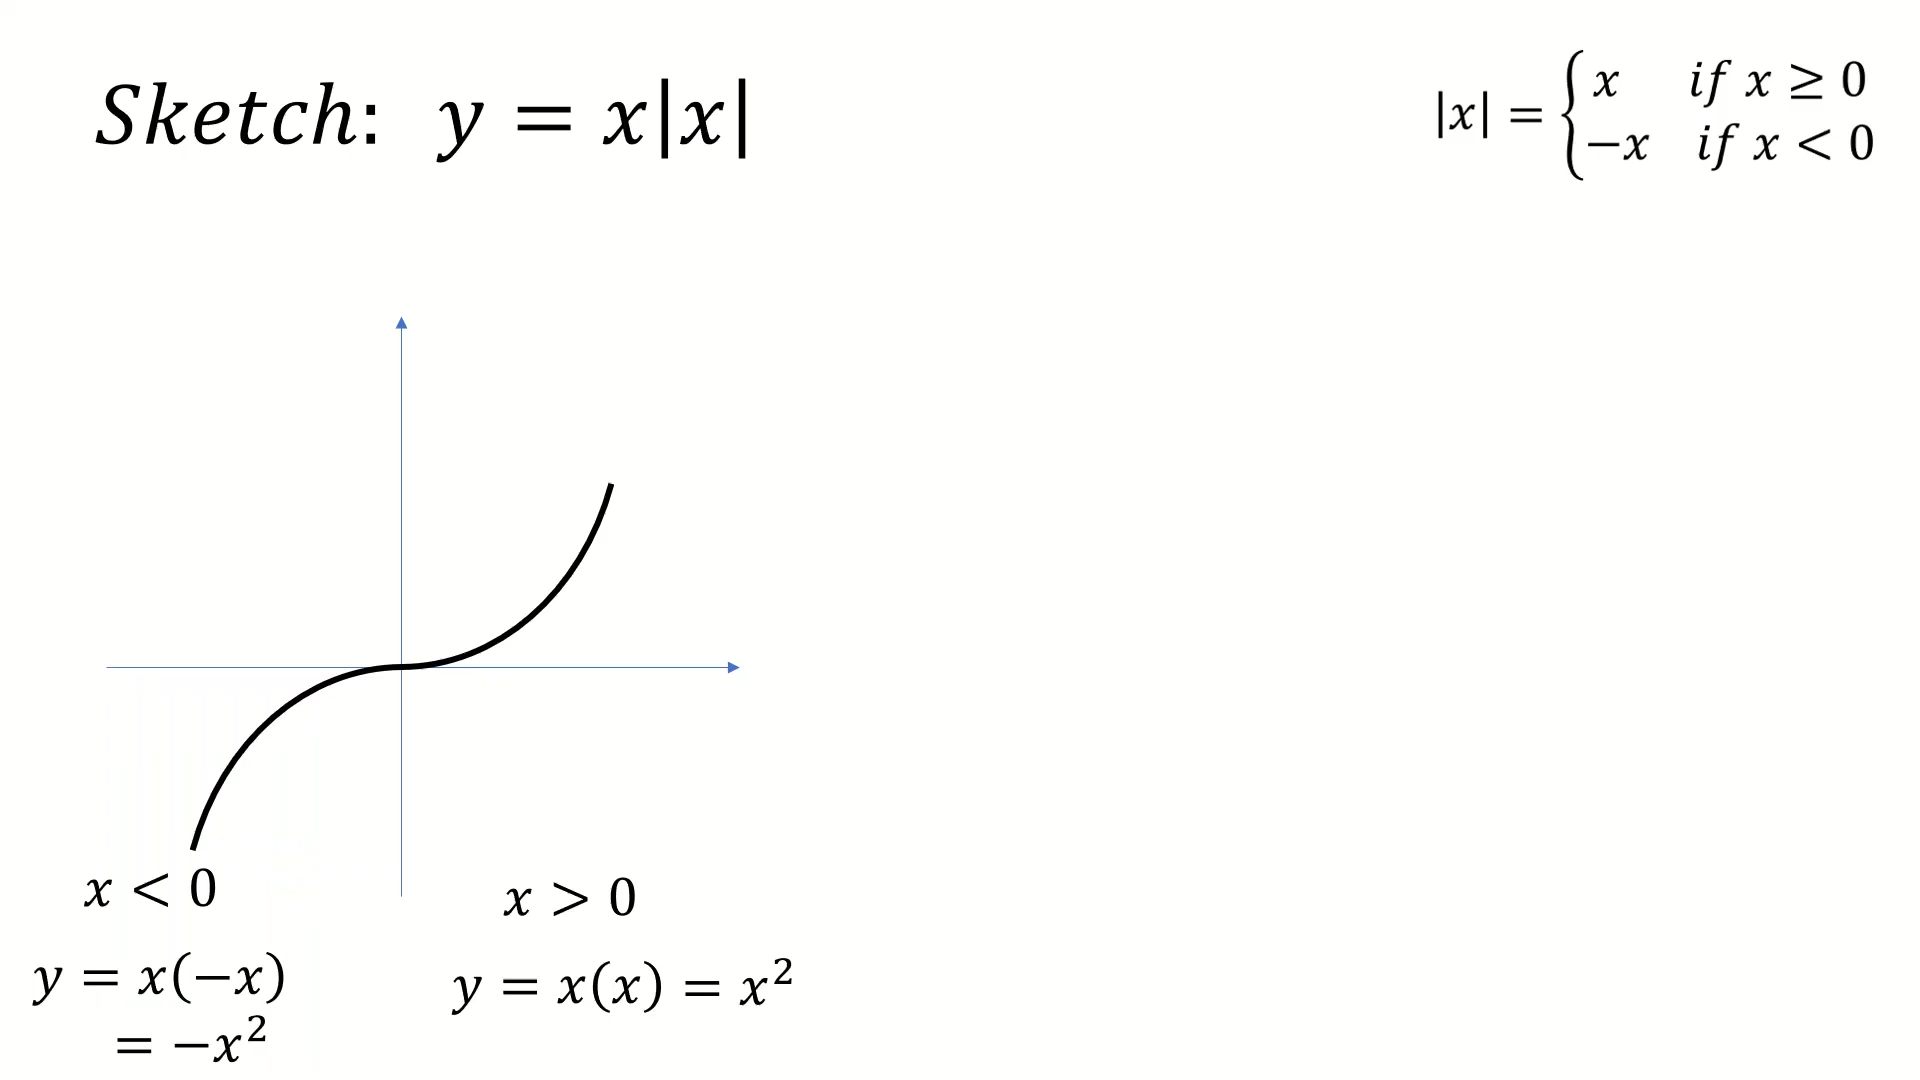 Sketch: y = x|x|
|x| = { x if x ≥ 0
−x if x < 0
x < 0
y = x(−x)
= −x²
x > 0
y = x(x) = x²